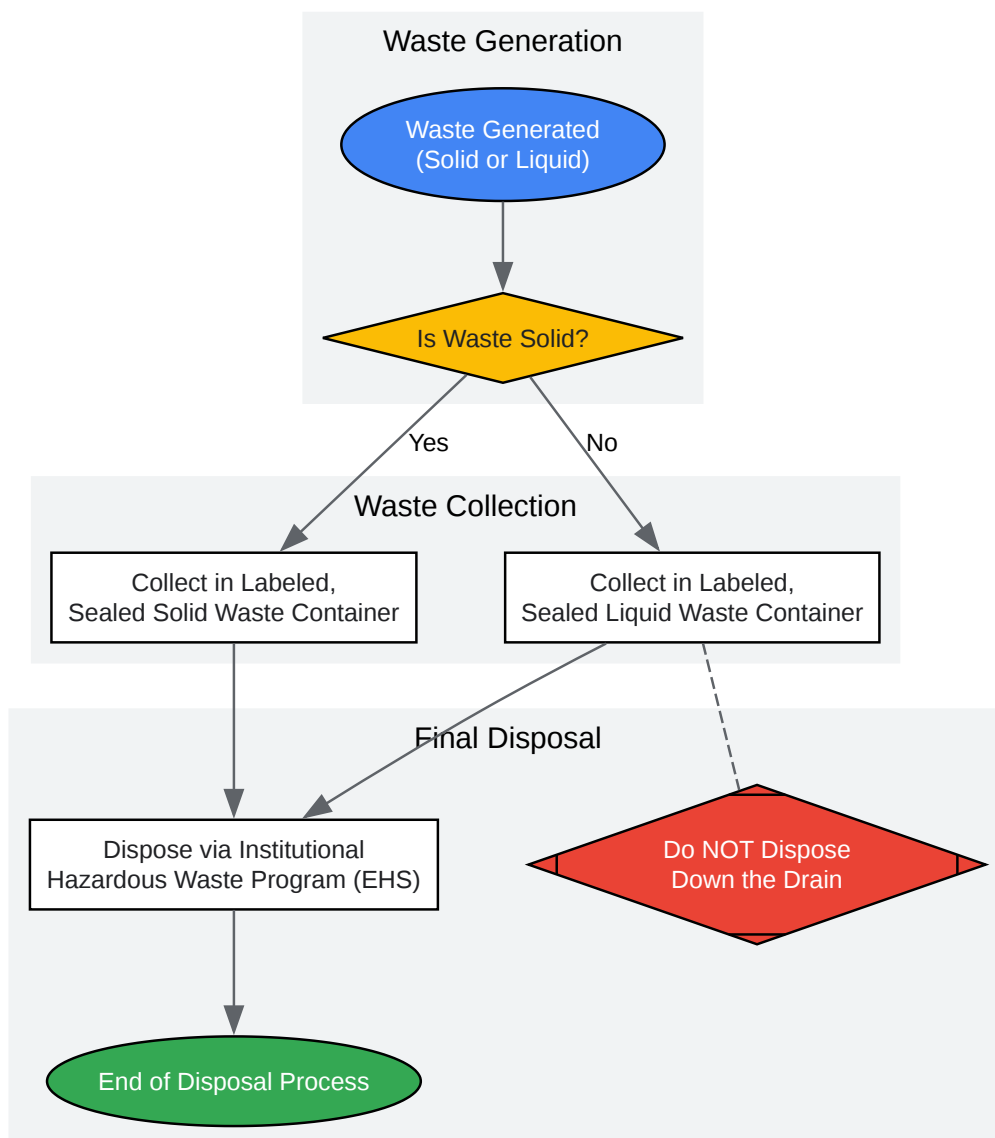 Waste Generation
Waste Generated
(Solid or Liquid)
Is Waste Solid?
Yes
No
Waste Collection
Collect in Labeled,
Sealed Solid Waste Container
Collect in Labeled,
Sealed Liquid Waste Container
Final Disposal
Dispose via Institutional
Hazardous Waste Program (EHS)
Do NOT Dispose
Down the Drain
End of Disposal Process